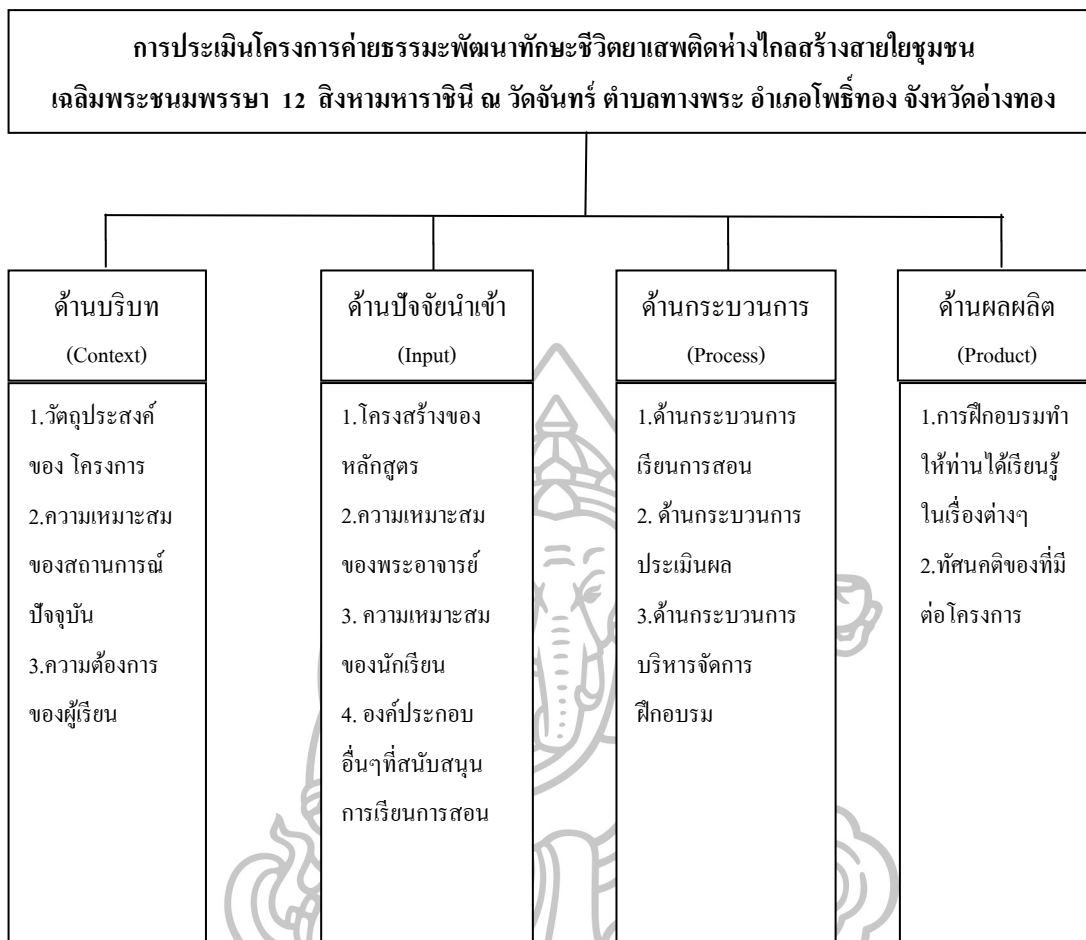 การประเมินโครงการค่ายธรรมะพัฒนาทักษะชีวิตยาเสพติดห่างไกลสร้างสายใยชุมชน
เฉลิมพระชนมพรรษา 12 สิงหามหาราชินี ณ วัดจันทร์ ตำบลทางพระ อำเภอโพธิ์ทอง จังหวัดอ่างทอง
ด้านบริบท
(Context)
1.วัตถุประสงค์
ของ โครงการ
2.ความเหมาะสม
ของสถานการณ์
ปัจจุบัน
3.ความต้องการ
ของผู้เรียน
ด้านปัจจัยนำเข้า
(Input)
1.โครงสร้างของ
หลักสูตร
2.ความเหมาะสม
ของพระอาจารย์
3. ความเหมาะสม
ของนักเรียน
4. องค์ประกอบ
อื่นๆที่สนับสนุน
การเรียนการสอน
ด้านกระบวนการ
(Process)
1.ด้านกระบวนการ
เรียนการสอน
2. ด้านกระบวนการ
ประเมินผล
3.ด้านกระบวนการ
บริหารจัดการ
ฝึกอบรม
ด้านผลผลิต
(Product)
1.การฝึกอบรมทำ
ให้ท่านได้เรียนรู้
ในเรื่องต่างๆ
2.ทัศนคติของที่มี
ต่อโครงการ